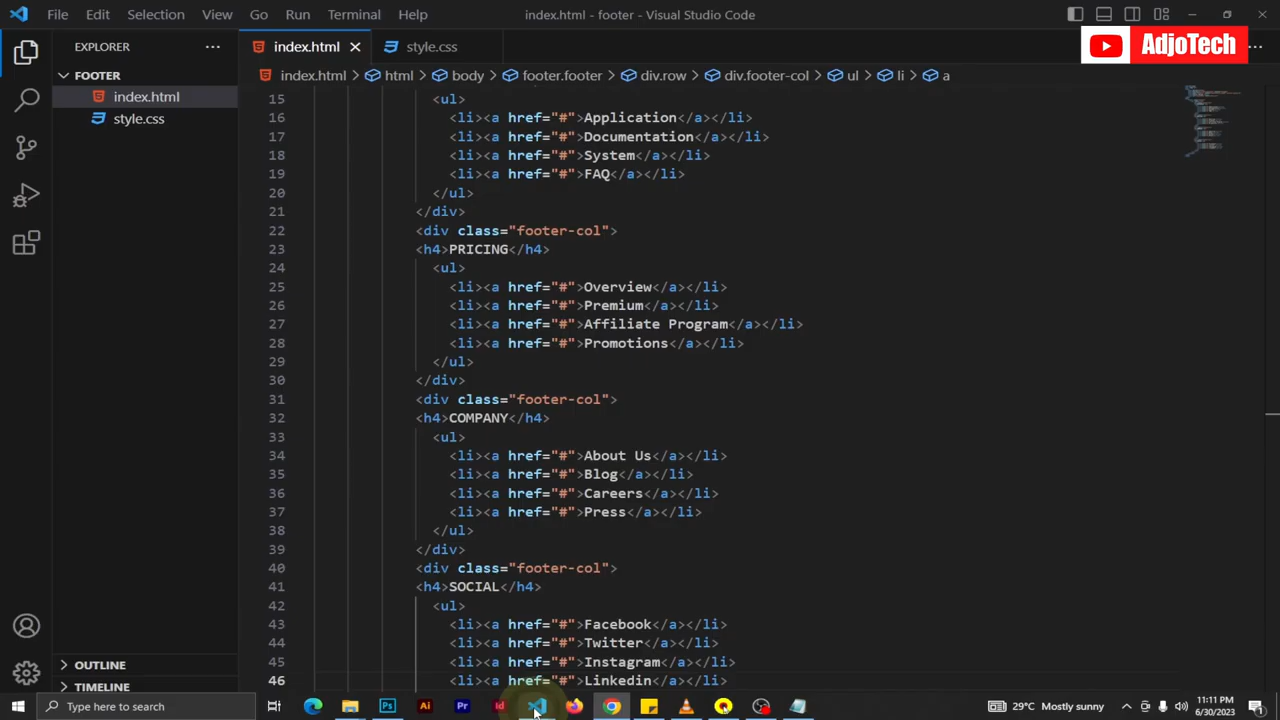 File Edit Selection View Go Run Terminal Help index.html - footer - Visual Studio Code
AdjoTech
EXPLORER
index.html
style.css
FOOTER
index.html
style.css
OUTLINE
TIMELINE
index.html > html > body > footer.footer > div.row > div.footer-col > ul > li > a
15 <ul>
16 <li><a href="#">Application</a></li>
17 <li><a href="#">Documentation</a></li>
18 <li><a href="#">System</a></li>
19 <li><a href="#">FAQ</a></li>
20 </ul>
21 </div>
22 <div class="footer-col">
23 <h4>PRICING</h4>
24 <ul>
25 <li><a href="#">Overview</a></li>
26 <li><a href="#">Premium</a></li>
27 <li><a href="#">Affiliate Program</a></li>
28 <li><a href="#">Promotions</a></li>
29 </ul>
30 </div>
31 <div class="footer-col">
32 <h4>COMPANY</h4>
33 <ul>
34 <li><a href="#">About Us</a></li>
35 <li><a href="#">Blog</a></li>
36 <li><a href="#">Careers</a></li>
37 <li><a href="#">Press</a></li>
38 </ul>
39 </div>
40 <div class="footer-col">
41 <h4>SOCIAL</h4>
42 <ul>
43 <li><a href="#">Facebook</a></li>
44 <li><a href="#">Twitter</a></li>
45 <li><a href="#">Instagram</a></li>
46 <li><a href="#">Linkedin</a></li>
Type here to search
Ps
Ai
Pr
Id
29°C Mostly sunny
11:11 PM
6/30/2023
1